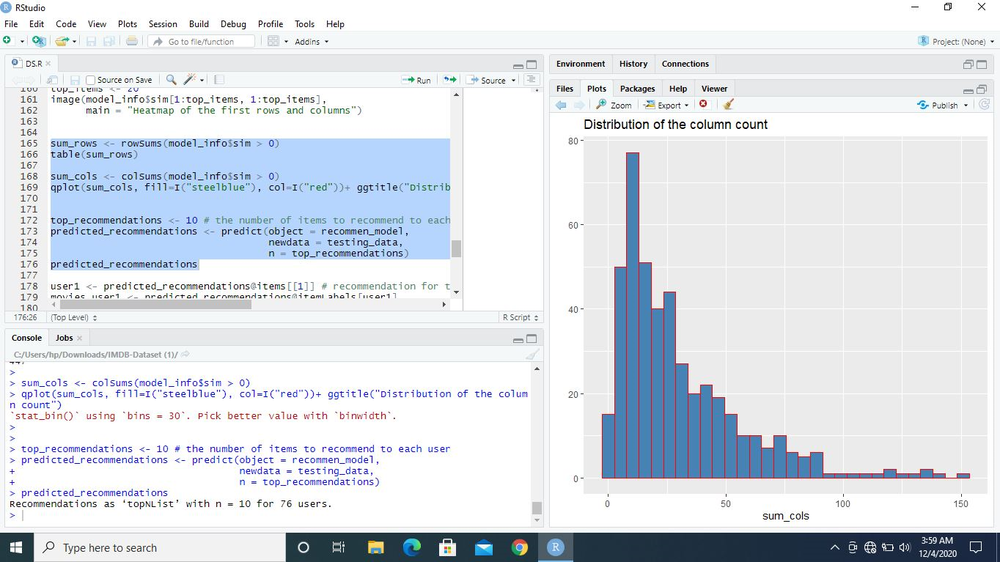 RStudio
File Edit Code View Plots Session Build Debug Profile Tools Help
Go to file/function Addins Project: (None)
DS.R
Source on Save Run Source
160 top_items <- 20
161 image(model_info$sim[1:top_items, 1:top_items],
162 main = "Heatmap of the first rows and columns")
163
164
165 sum_rows <- rowSums(model_info$sim > 0)
166 table(sum_rows)
167
168 sum_cols <- colSums(model_info$sim > 0)
169 qplot(sum_cols, fill=I("steelblue"), col=I("red"))+ ggtitle("Distrib
170
171
172 top_recommendations <- 10 # the number of items to recommend to each
173 predicted_recommendations <- predict(object = recommen_model,
174 newdata = testing_data,
175 n = top_recommendations)
176 predicted_recommendations
177
178 user1 <- predicted_recommendations@items[[1]] # recommendation for t
179 movies_user1 <- predicted_recommendations@itemLabels[user1]
180
176:26 (Top Level) R Script
Console Jobs
C:/Users/hp/Downloads/IMDB-Dataset (1)/
447
>
> sum_cols <- colSums(model_info$sim > 0)
> qplot(sum_cols, fill=I("steelblue"), col=I("red"))+ ggtitle("Distribution of the colum
n count")
`stat_bin()` using `bins = 30`. Pick better value with `binwidth`.
>
>
> top_recommendations <- 10 # the number of items to recommend to each user
> predicted_recommendations <- predict(object = recommen_model,
+ newdata = testing_data,
+ n = top_recommendations)
> predicted_recommendations
Recommendations as ‘topNList’ with n = 10 for 76 users.
>
Environment History Connections
Files Plots Packages Help Viewer
Zoom Export Publish
Distribution of the column count
80
60
40
20
0
0 50 100 150
sum_cols
Type here to search
3:59 AM
12/4/2020